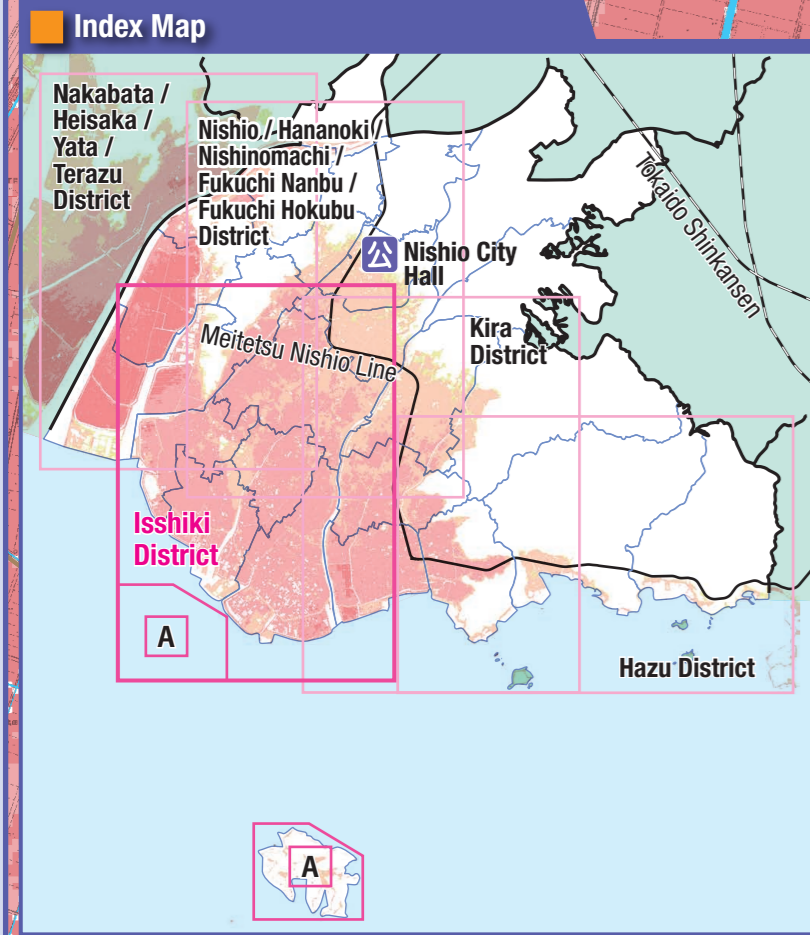 Index Map
Nakabata /
Heisaka /
Yata /
Terazu
District
Nishio / Hananoki /
Nishinomachi /
Fukuchi Nanbu /
Fukuchi Hokubu
District
公
Nishio City
Hall
Tokaido Shinkansen
Kira
District
Meitetsu Nishio Line
Isshiki
District
A
Hazu District
A